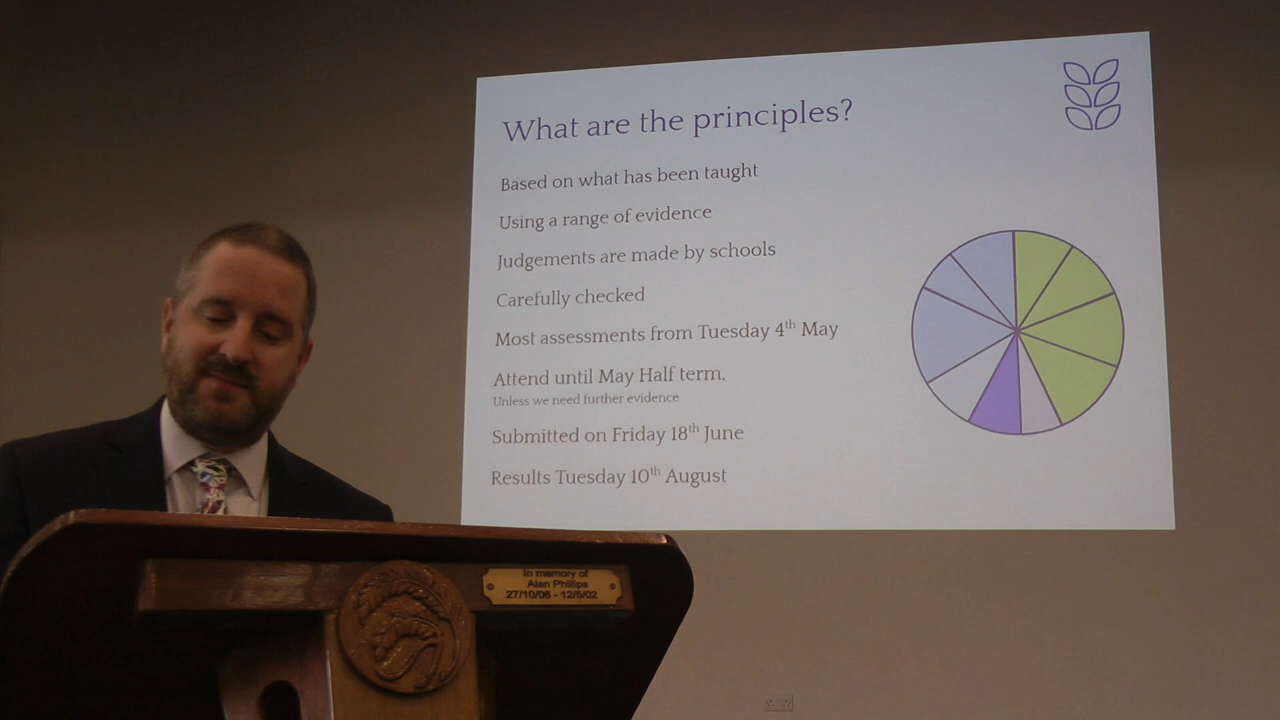 What are the principles?
Based on what has been taught
Using a range of evidence
Judgements are made by schools
Carefully checked
Most assessments from Tuesday 4th May
Attend until May Half term,
Unless we need further evidence
Submitted on Friday 18th June
Results Tuesday 10th August
In memory of
Alan Phillips
27/10/06 - 12/5/02